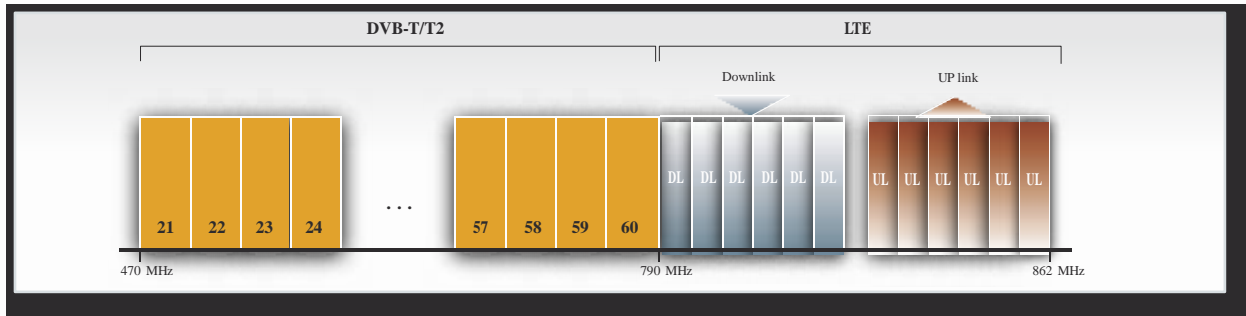 DVB-T/T2 LTE
Downlink UP link
DL DL DL DL DL DL UL UL UL UL UL UL
21 22 23 24 ... 57 58 59 60
470 MHz 790 MHz 862 MHz